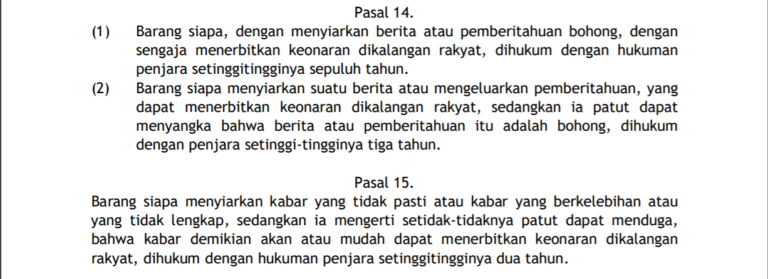 Pasal 14.
(1) Barang siapa, dengan menyiarkan berita atau pemberitahuan bohong, dengan
sengaja menerbitkan keonaran dikalangan rakyat, dihukum dengan hukuman
penjara setinggitingginya sepuluh tahun.
(2) Barang siapa menyiarkan suatu berita atau mengeluarkan pemberitahuan, yang
dapat menerbitkan keonaran dikalangan rakyat, sedangkan ia patut dapat
menyangka bahwa berita atau pemberitahuan itu adalah bohong, dihukum
dengan penjara setinggi-tingginya tiga tahun.
Pasal 15.
Barang siapa menyiarkan kabar yang tidak pasti atau kabar yang berkelebihan atau
yang tidak lengkap, sedangkan ia mengerti setidak-tidaknya patut dapat menduga,
bahwa kabar demikian akan atau mudah dapat menerbitkan keonaran dikalangan
rakyat, dihukum dengan hukuman penjara setinggitingginya dua tahun.